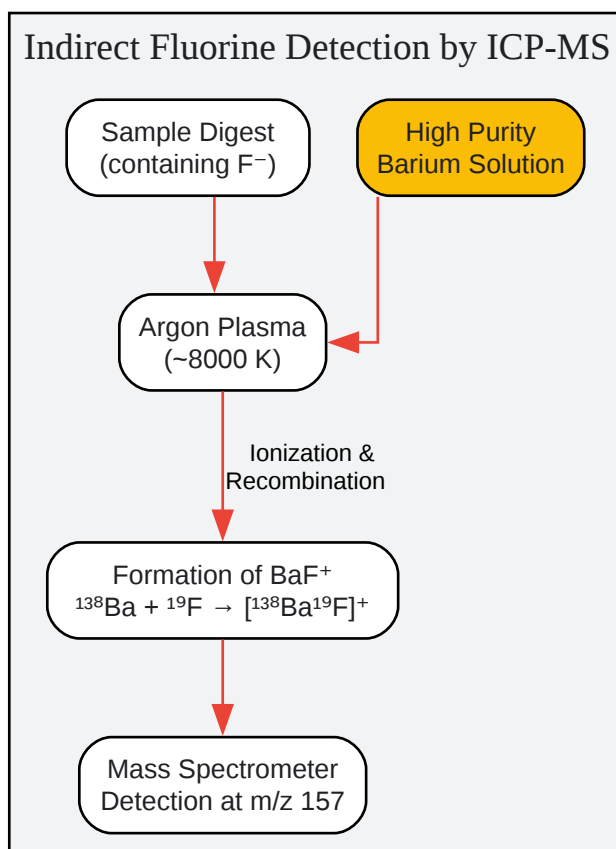 Indirect Fluorine Detection by ICP-MS
Sample Digest
(containing F⁻)
High Purity
Barium Solution
Argon Plasma
(~8000 K)
Ionization &
Recombination
Formation of BaF⁺
¹³⁸Ba + ¹⁹F → [¹³⁸Ba¹⁹F]⁺
Mass Spectrometer
Detection at m/z 157